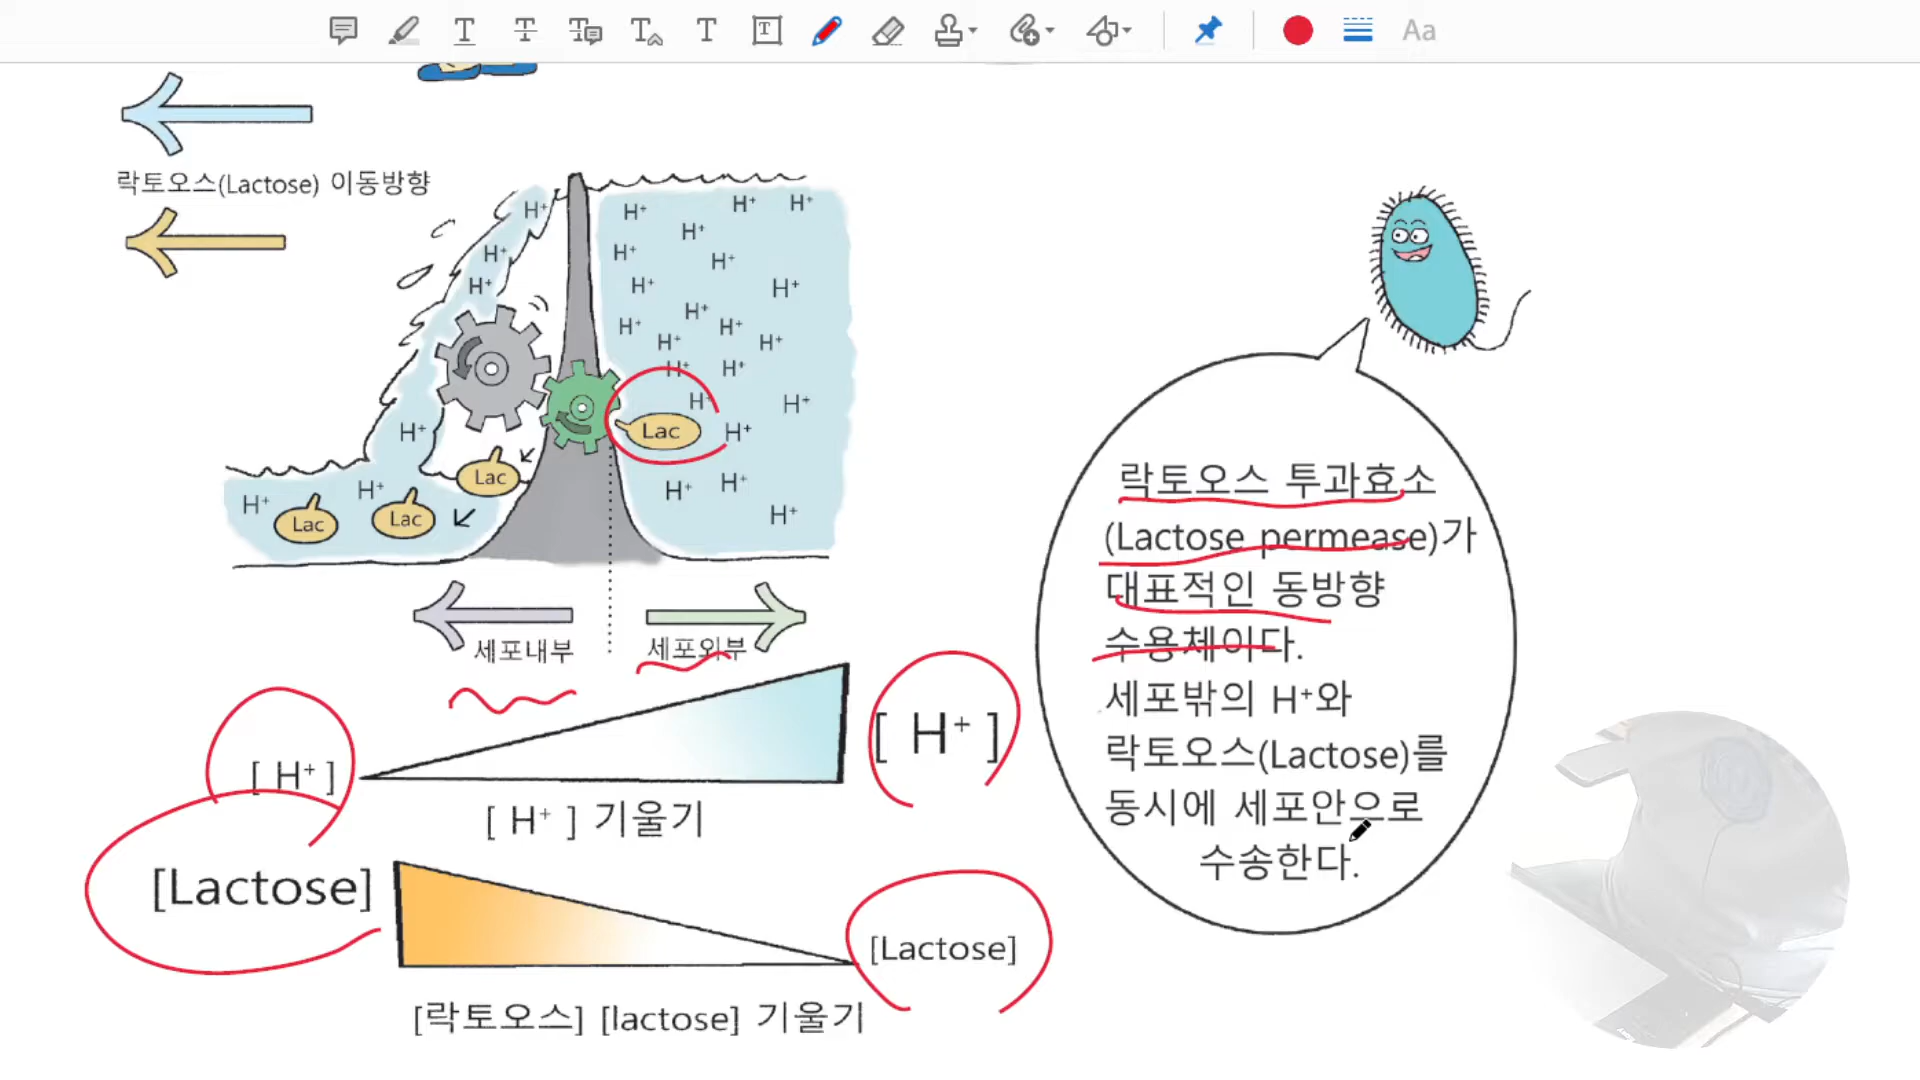 락토오스(Lactose) 이동방향
H⁺ H⁺ H⁺ H⁺
H⁺
H⁺ H⁺ H⁺
H⁺ H⁺ H⁺
H⁺
H⁺ H⁺
H⁺ H⁺
H⁺ H⁺
H⁺ H⁺
H⁺ Lac H⁺
Lac
H⁺ H⁺ H⁺ H⁺
Lac Lac
H⁺
세포내부 세포외부
[ H⁺ ] [ H⁺ ]
[ H⁺ ] 기울기
[Lactose] [Lactose]
[락토오스] [lactose] 기울기
락토오스 투과효소
(Lactose permease)가
대표적인 동방향
수용체이다.
세포밖의 H⁺와
락토오스(Lactose)를
동시에 세포안으로
수송한다.
T T T T T T Aa